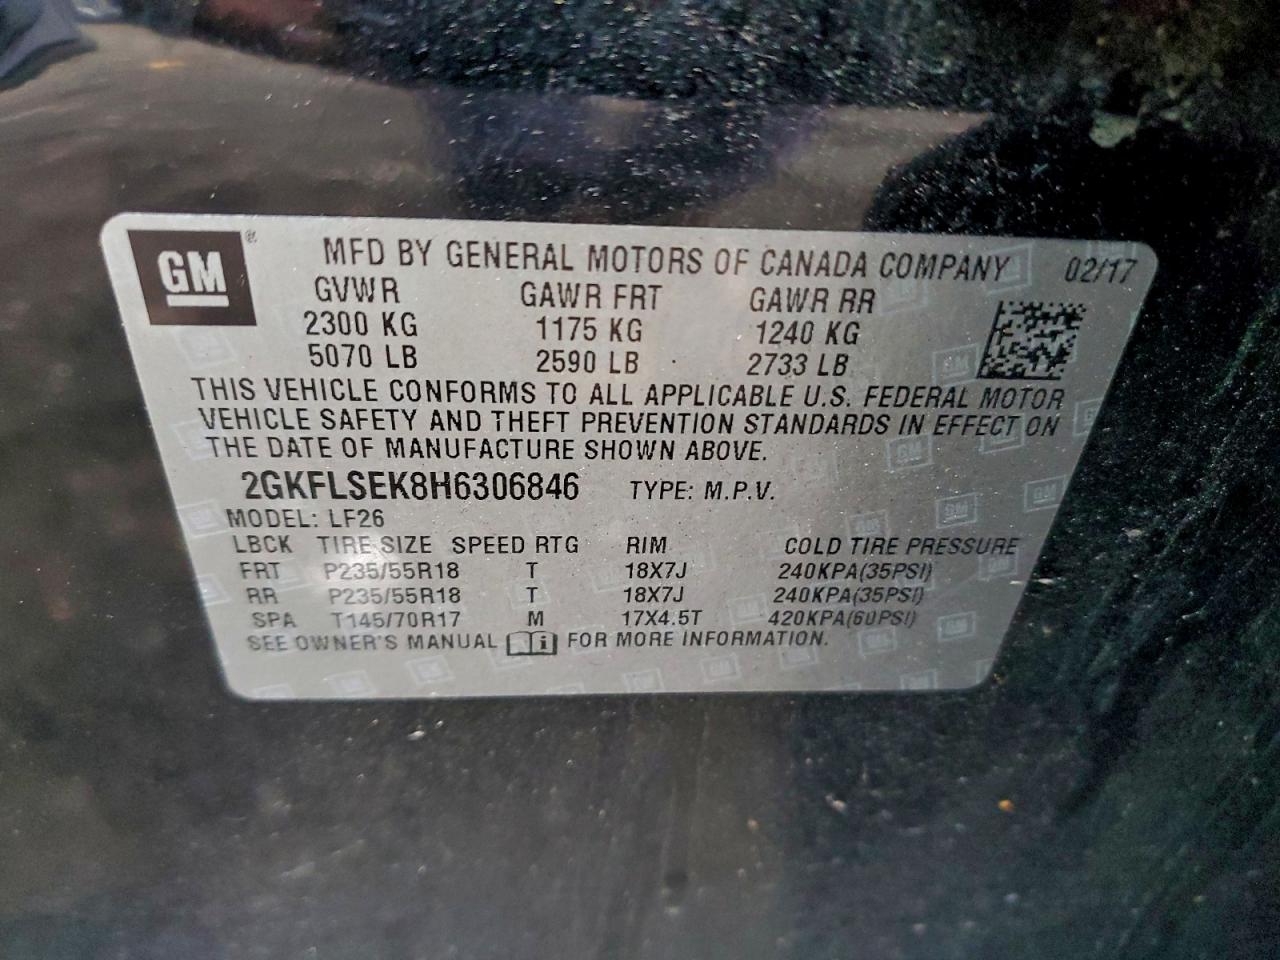 GM ®
MFD BY GENERAL MOTORS OF CANADA COMPANY 02/17
GVWR GAWR FRT GAWR RR
2300 KG 1175 KG 1240 KG
5070 LB 2590 LB 2733 LB
THIS VEHICLE CONFORMS TO ALL APPLICABLE U.S. FEDERAL MOTOR
VEHICLE SAFETY AND THEFT PREVENTION STANDARDS IN EFFECT ON
THE DATE OF MANUFACTURE SHOWN ABOVE.
2GKFLSEK8H6306846 TYPE: M.P.V.
MODEL: LF26
LBCK TIRE SIZE SPEED RTG RIM COLD TIRE PRESSURE
FRT P235/55R18 T 18X7J 240KPA(35PSI)
RR P235/55R18 T 18X7J 240KPA(35PSI)
SPA T145/70R17 M 17X4.5T 420KPA(60PSI)
SEE OWNER'S MANUAL i FOR MORE INFORMATION.